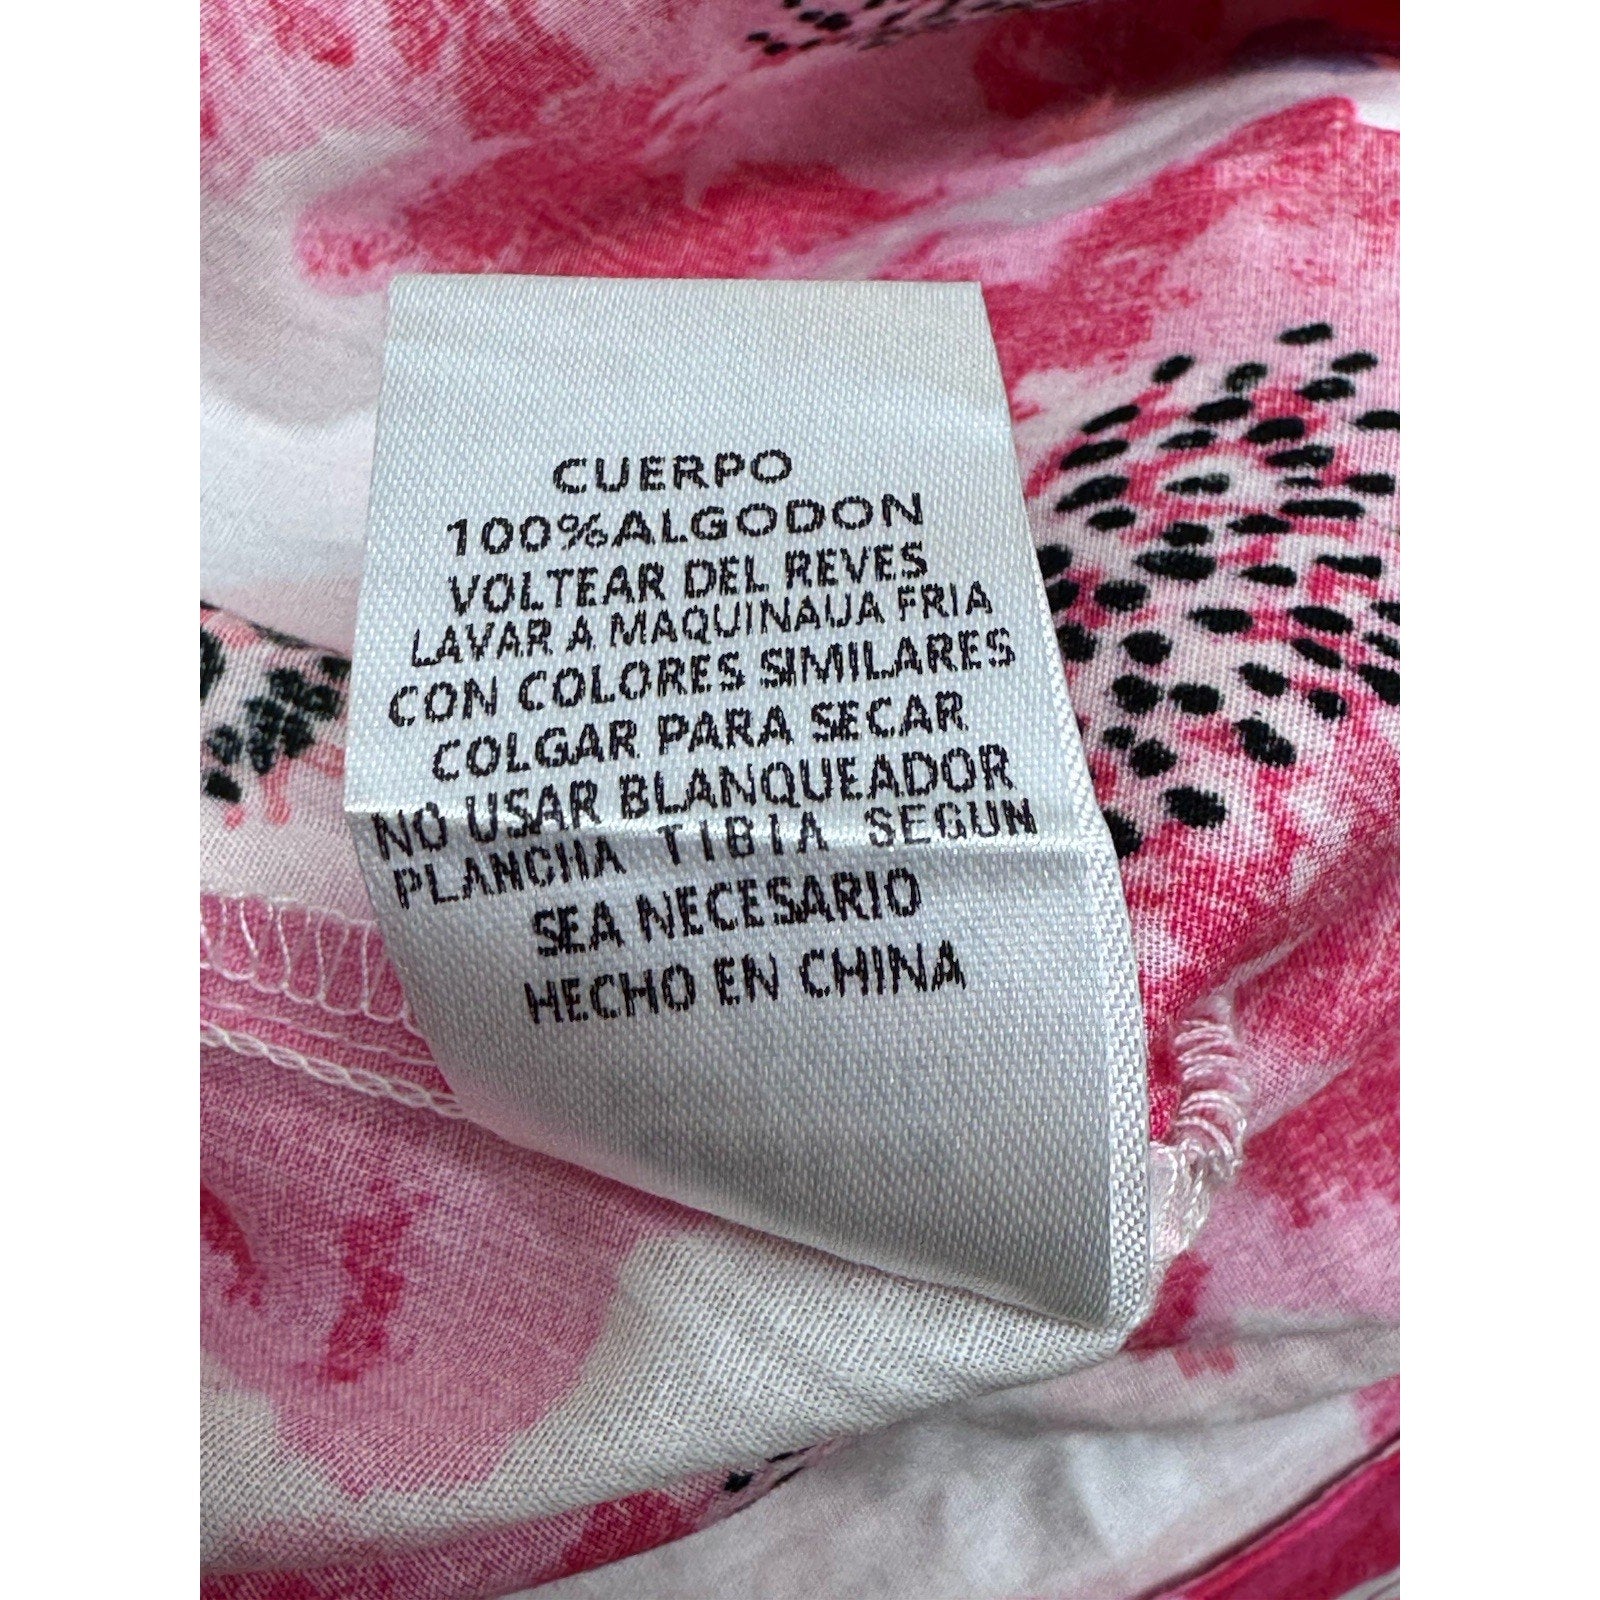 CUERPO
100%ALGODON
VOLTEAR DEL REVES
LAVAR A MAQUINAUA FRIA
CON COLORES SIMILARES
COLGAR PARA SECAR
NO USAR BLANQUEADOR
PLANCHA TIBIA SEGUN
SEA NECESARIO
HECHO EN CHINA